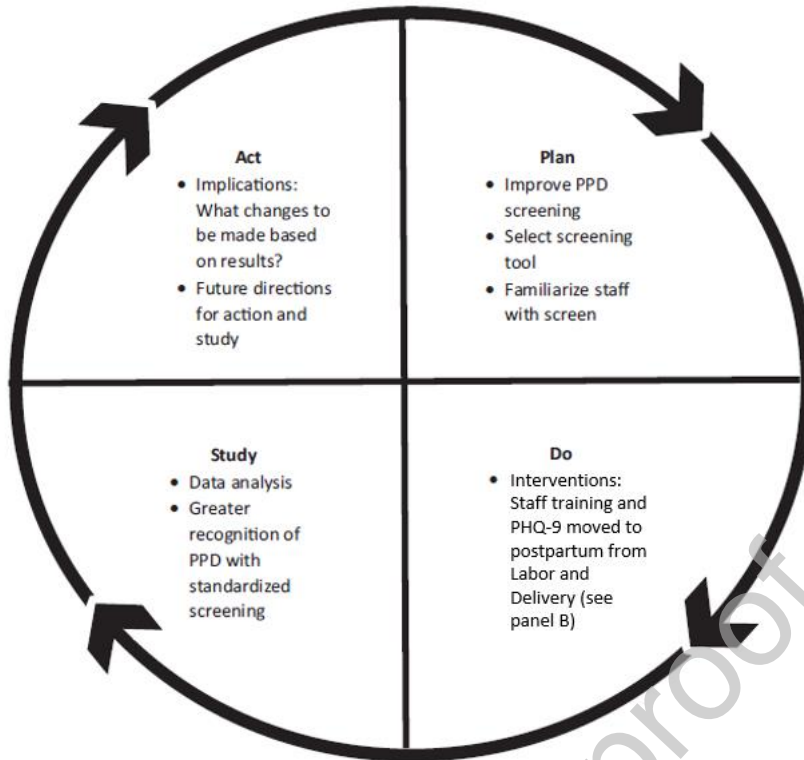 Act
• Implications:
What changes to
be made based
on results?
• Future directions
for action and
study
Plan
• Improve PPD
screening
• Select screening
tool
• Familiarize staff
with screen
Study
• Data analysis
• Greater
recognition of
PPD with
standardized
screening
Do
• Interventions:
Staff training and
PHQ-9 moved to
postpartum from
Labor and
Delivery (see
panel B)
proof